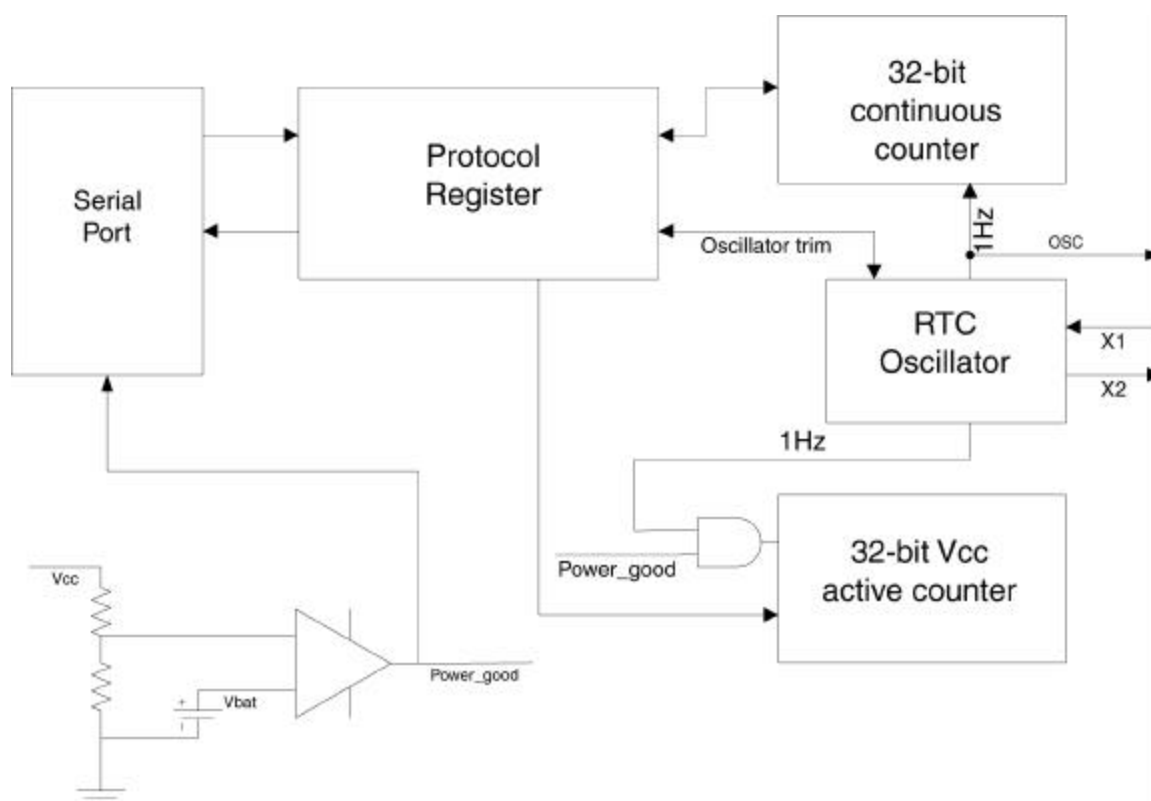 32-bit
continuous
counter
Protocol
Register
Serial
Port
1Hz
OSC
Oscillator trim
RTC
Oscillator
X1
X2
1Hz
32-bit Vcc
active counter
Power_good
Vcc
Power_good
+
Vbat
-